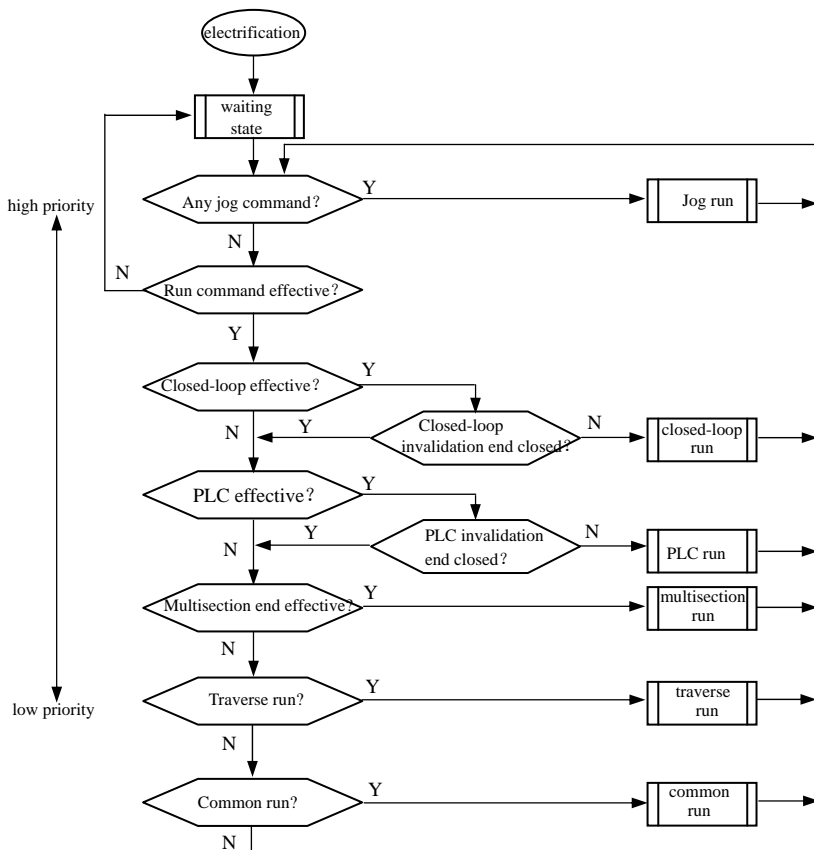 electrification
waiting
state
Any jog command?
Y
Jog run
high priority
N
N
Run command effective?
Y
Closed-loop effective?
Y
N
Closed-loop
invalidation end closed?
Y
N
closed-loop
run
PLC effective?
Y
N
PLC invalidation
end closed?
Y
N
PLC run
Multisection end effective?
Y
multisection
run
N
Traverse run?
Y
traverse
run
low priority
N
Common run?
Y
common
run
N